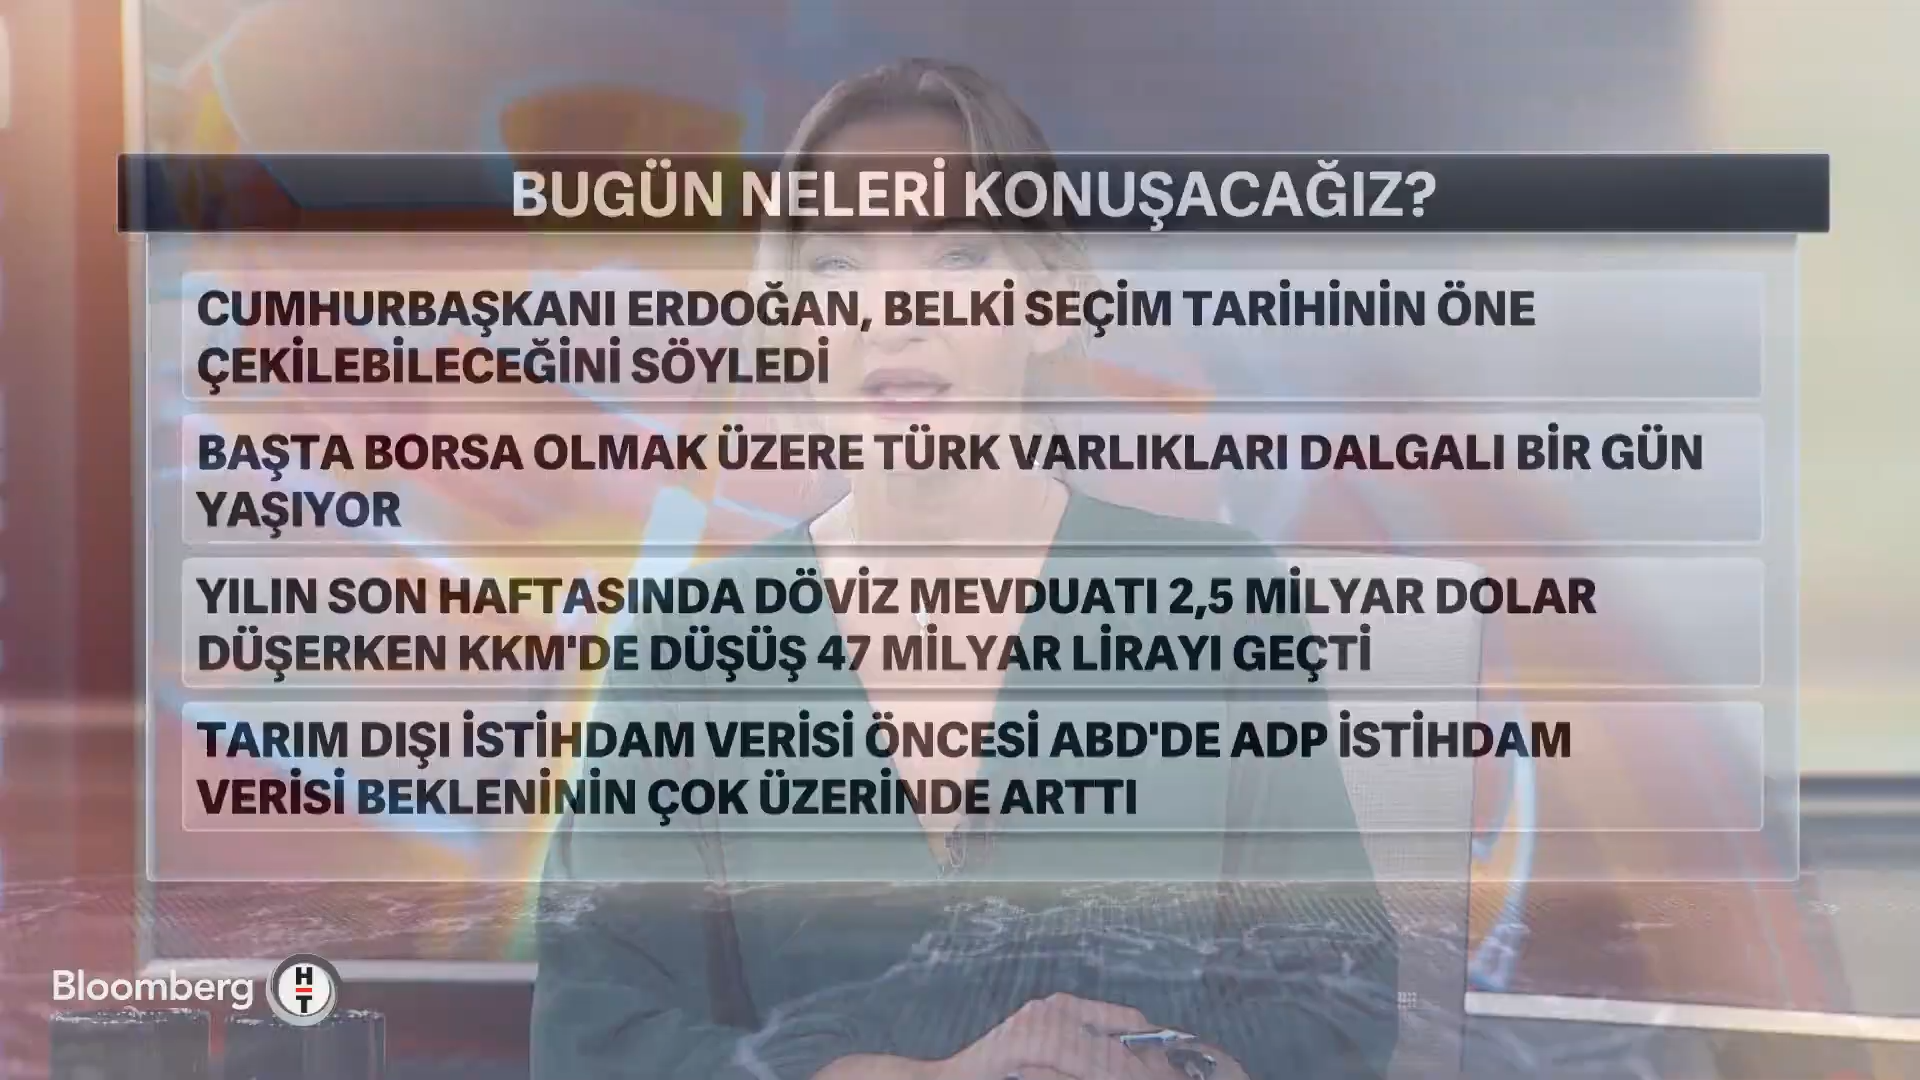 BUGÜN NELERİ KONUŞACAĞIZ?
CUMHURBAŞKANI ERDOĞAN, BELKİ SEÇİM TARİHİNİN ÖNE
ÇEKİLEBİLECEĞİNİ SÖYLEDİ
BAŞTA BORSA OLMAK ÜZERE TÜRK VARLIKLARI DALGALI BİR GÜN
YAŞIYOR
YILIN SON HAFTASINDA DÖVİZ MEVDUATI 2,5 MİLYAR DOLAR
DÜŞERKEN KKM'DE DÜŞÜŞ 47 MİLYAR LİRAYI GEÇTİ
TARIM DIŞI İSTİHDAM VERİSİ ÖNCESİ ABD'DE ADP İSTİHDAM
VERİSİ BEKLENİNİN ÇOK ÜZERİNDE ARTTI
Bloomberg HT